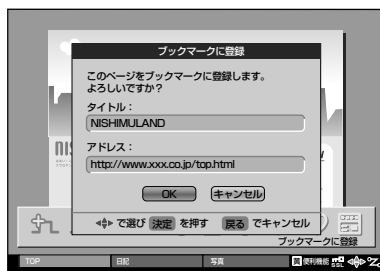 ブックマークに登録
このページをブックマークに登録します。
よろしいですか？
タイトル：
NISHIMULAND
アドレス：
http://www.xxx.co.jp/top.html
OK キャンセル
で選び 決定 を押す 戻る でキャンセル
ブックマークに登録
TOP 日記 写真 便利機能